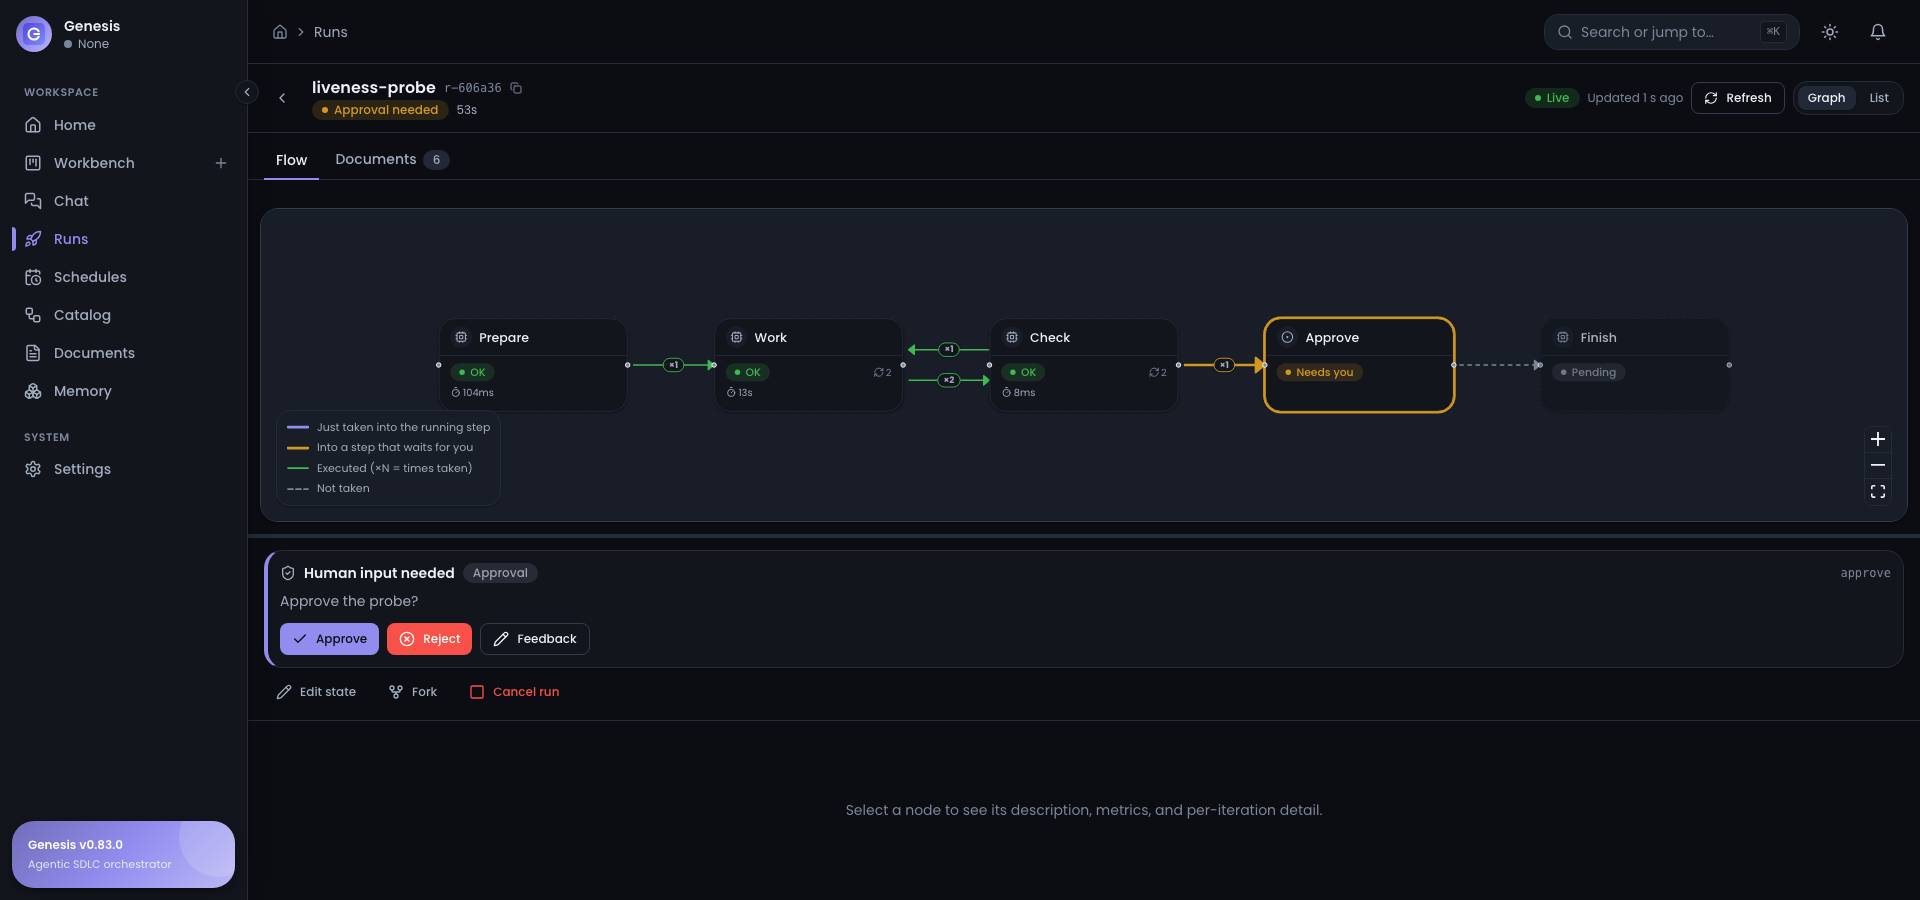 Genesis
None
WORKSPACE
Home
Workbench
Chat
Runs
Schedules
Catalog
Documents
Memory
SYSTEM
Settings
Genesis v0.83.0
Agentic SDLC orchestrator
Runs
Search or jump to...
⌘K
liveness-probe r-606a36
Approval needed 53s
Live Updated 1 s ago Refresh Graph List
Flow Documents 6
Prepare
OK
104ms
×1
Work
OK 2
13s
×1
×2
Check
OK 2
8ms
×1
Approve
Needs you
Finish
Pending
Just taken into the running step
Into a step that waits for you
Executed (×N = times taken)
Not taken
Human input needed Approval approve
Approve the probe?
Approve Reject Feedback
Edit state Fork Cancel run
Select a node to see its description, metrics, and per-iteration detail.